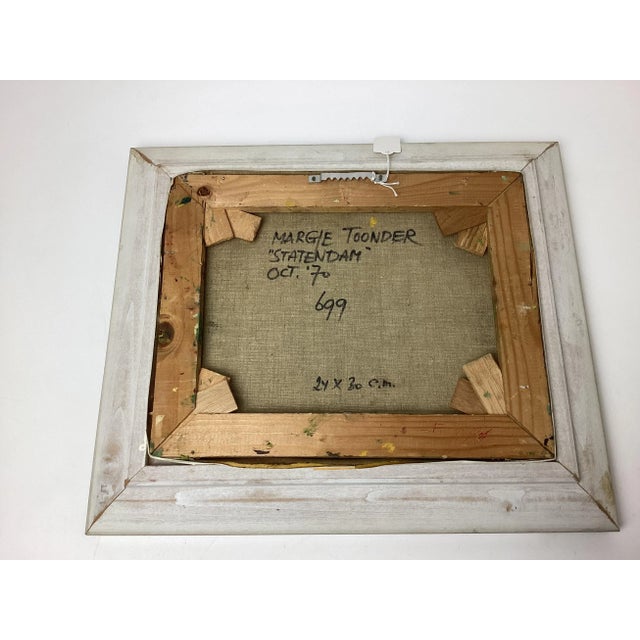 MARGIE TOONDER
"STATENDAM"
OCT. '70
699
24 X 30 c.m.